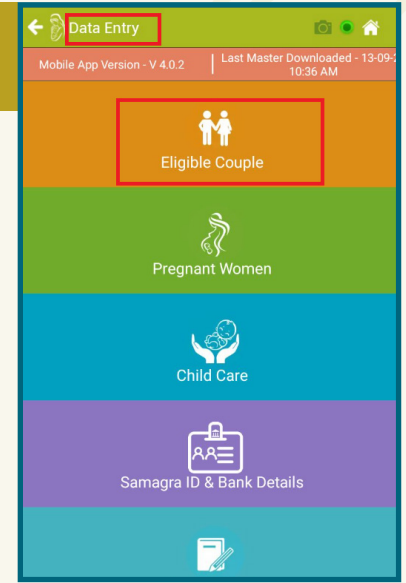 Data Entry
Mobile App Version - V 4.0.2
Last Master Downloaded - 13-09-
10:36 AM
Eligible Couple
Pregnant Women
Child Care
Samagra ID & Bank Details